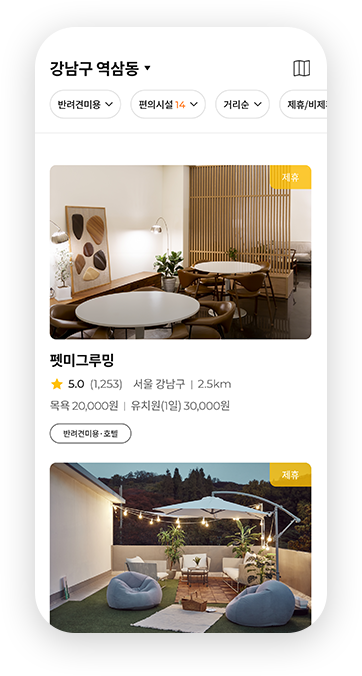 강남구 역삼동
반려견미용 편의시설 14 거리순 제휴/비제
제휴
펫미그루밍
5.0 (1,253) 서울 강남구 | 2.5km
목욕 20,000원 | 유치원(1일) 30,000원
반려견미용·호텔
제휴